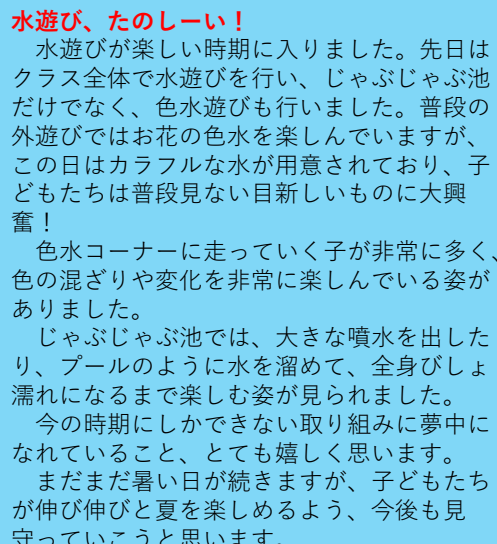 水遊び、たのしーい！
　水遊びが楽しい時期に入りました。先日は
クラス全体で水遊びを行い、じゃぶじゃぶ池
だけでなく、色水遊びも行いました。普段の
外遊びではお花の色水を楽しんでいますが、
この日はカラフルな水が用意されており、子
どもたちは普段見ない目新しいものに大興
奮！
　色水コーナーに走っていく子が非常に多く、
色の混ざりや変化を非常に楽しんでいる姿が
ありました。
　じゃぶじゃぶ池では、大きな噴水を出した
り、プールのように水を溜めて、全身びしょ
濡れになるまで楽しむ姿が見られました。
　今の時期にしかできない取り組みに夢中に
なれていること、とても嬉しく思います。
　まだまだ暑い日が続きますが、子どもたち
が伸び伸びと夏を楽しめるよう、今後も見
守っていこうと思います。